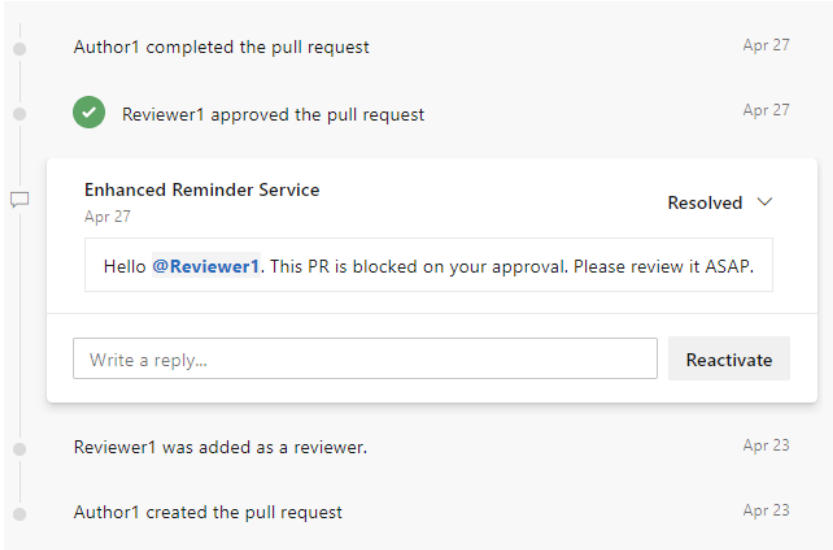 Author1 completed the pull request Apr 27
Reviewer1 approved the pull request Apr 27
Enhanced Reminder Service
Apr 27
Resolved
Hello @Reviewer1. This PR is blocked on your approval. Please review it ASAP.
Write a reply...
Reactivate
Reviewer1 was added as a reviewer. Apr 23
Author1 created the pull request Apr 23